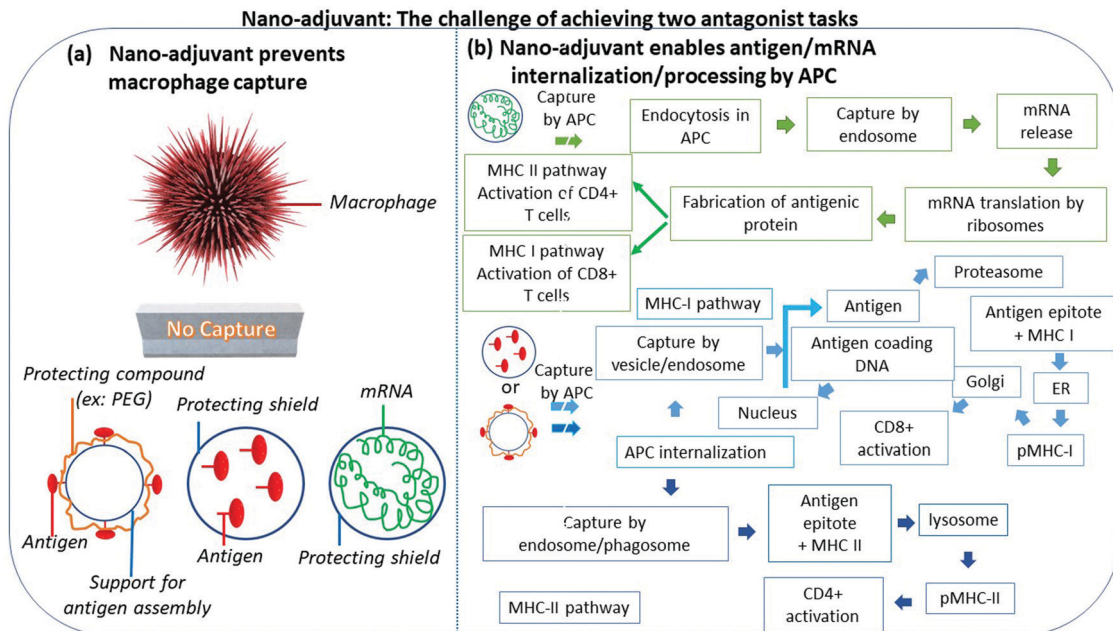 Nano-adjuvant: The challenge of achieving two antagonist tasks
(a) Nano-adjuvant prevents
macrophage capture
Macrophage
No Capture
Protecting compound
(ex: PEG)
Protecting shield
mRNA
Antigen
Support for
antigen assembly
Antigen
Protecting shield
(b) Nano-adjuvant enables antigen/mRNA
internalization/processing by APC
Capture
by APC
Endocytosis in
APC
Capture by
endosome
mRNA
release
MHC II pathway
Activation of CD4+
T cells
Fabrication of antigenic
protein
mRNA translation by
ribosomes
MHC I pathway
Activation of CD8+
T cells
MHC-I pathway
Antigen
Proteasome
Antigen epitote
+ MHC I
or
Capture
by APC
Capture by
vesicle/endosome
Antigen coading
DNA
Golgi
ER
Nucleus
CD8+
activation
pMHC-I
APC internalization
Capture by
endosome/phagosome
Antigen
epitote
+ MHC II
lysosome
MHC-II pathway
CD4+
activation
pMHC-II